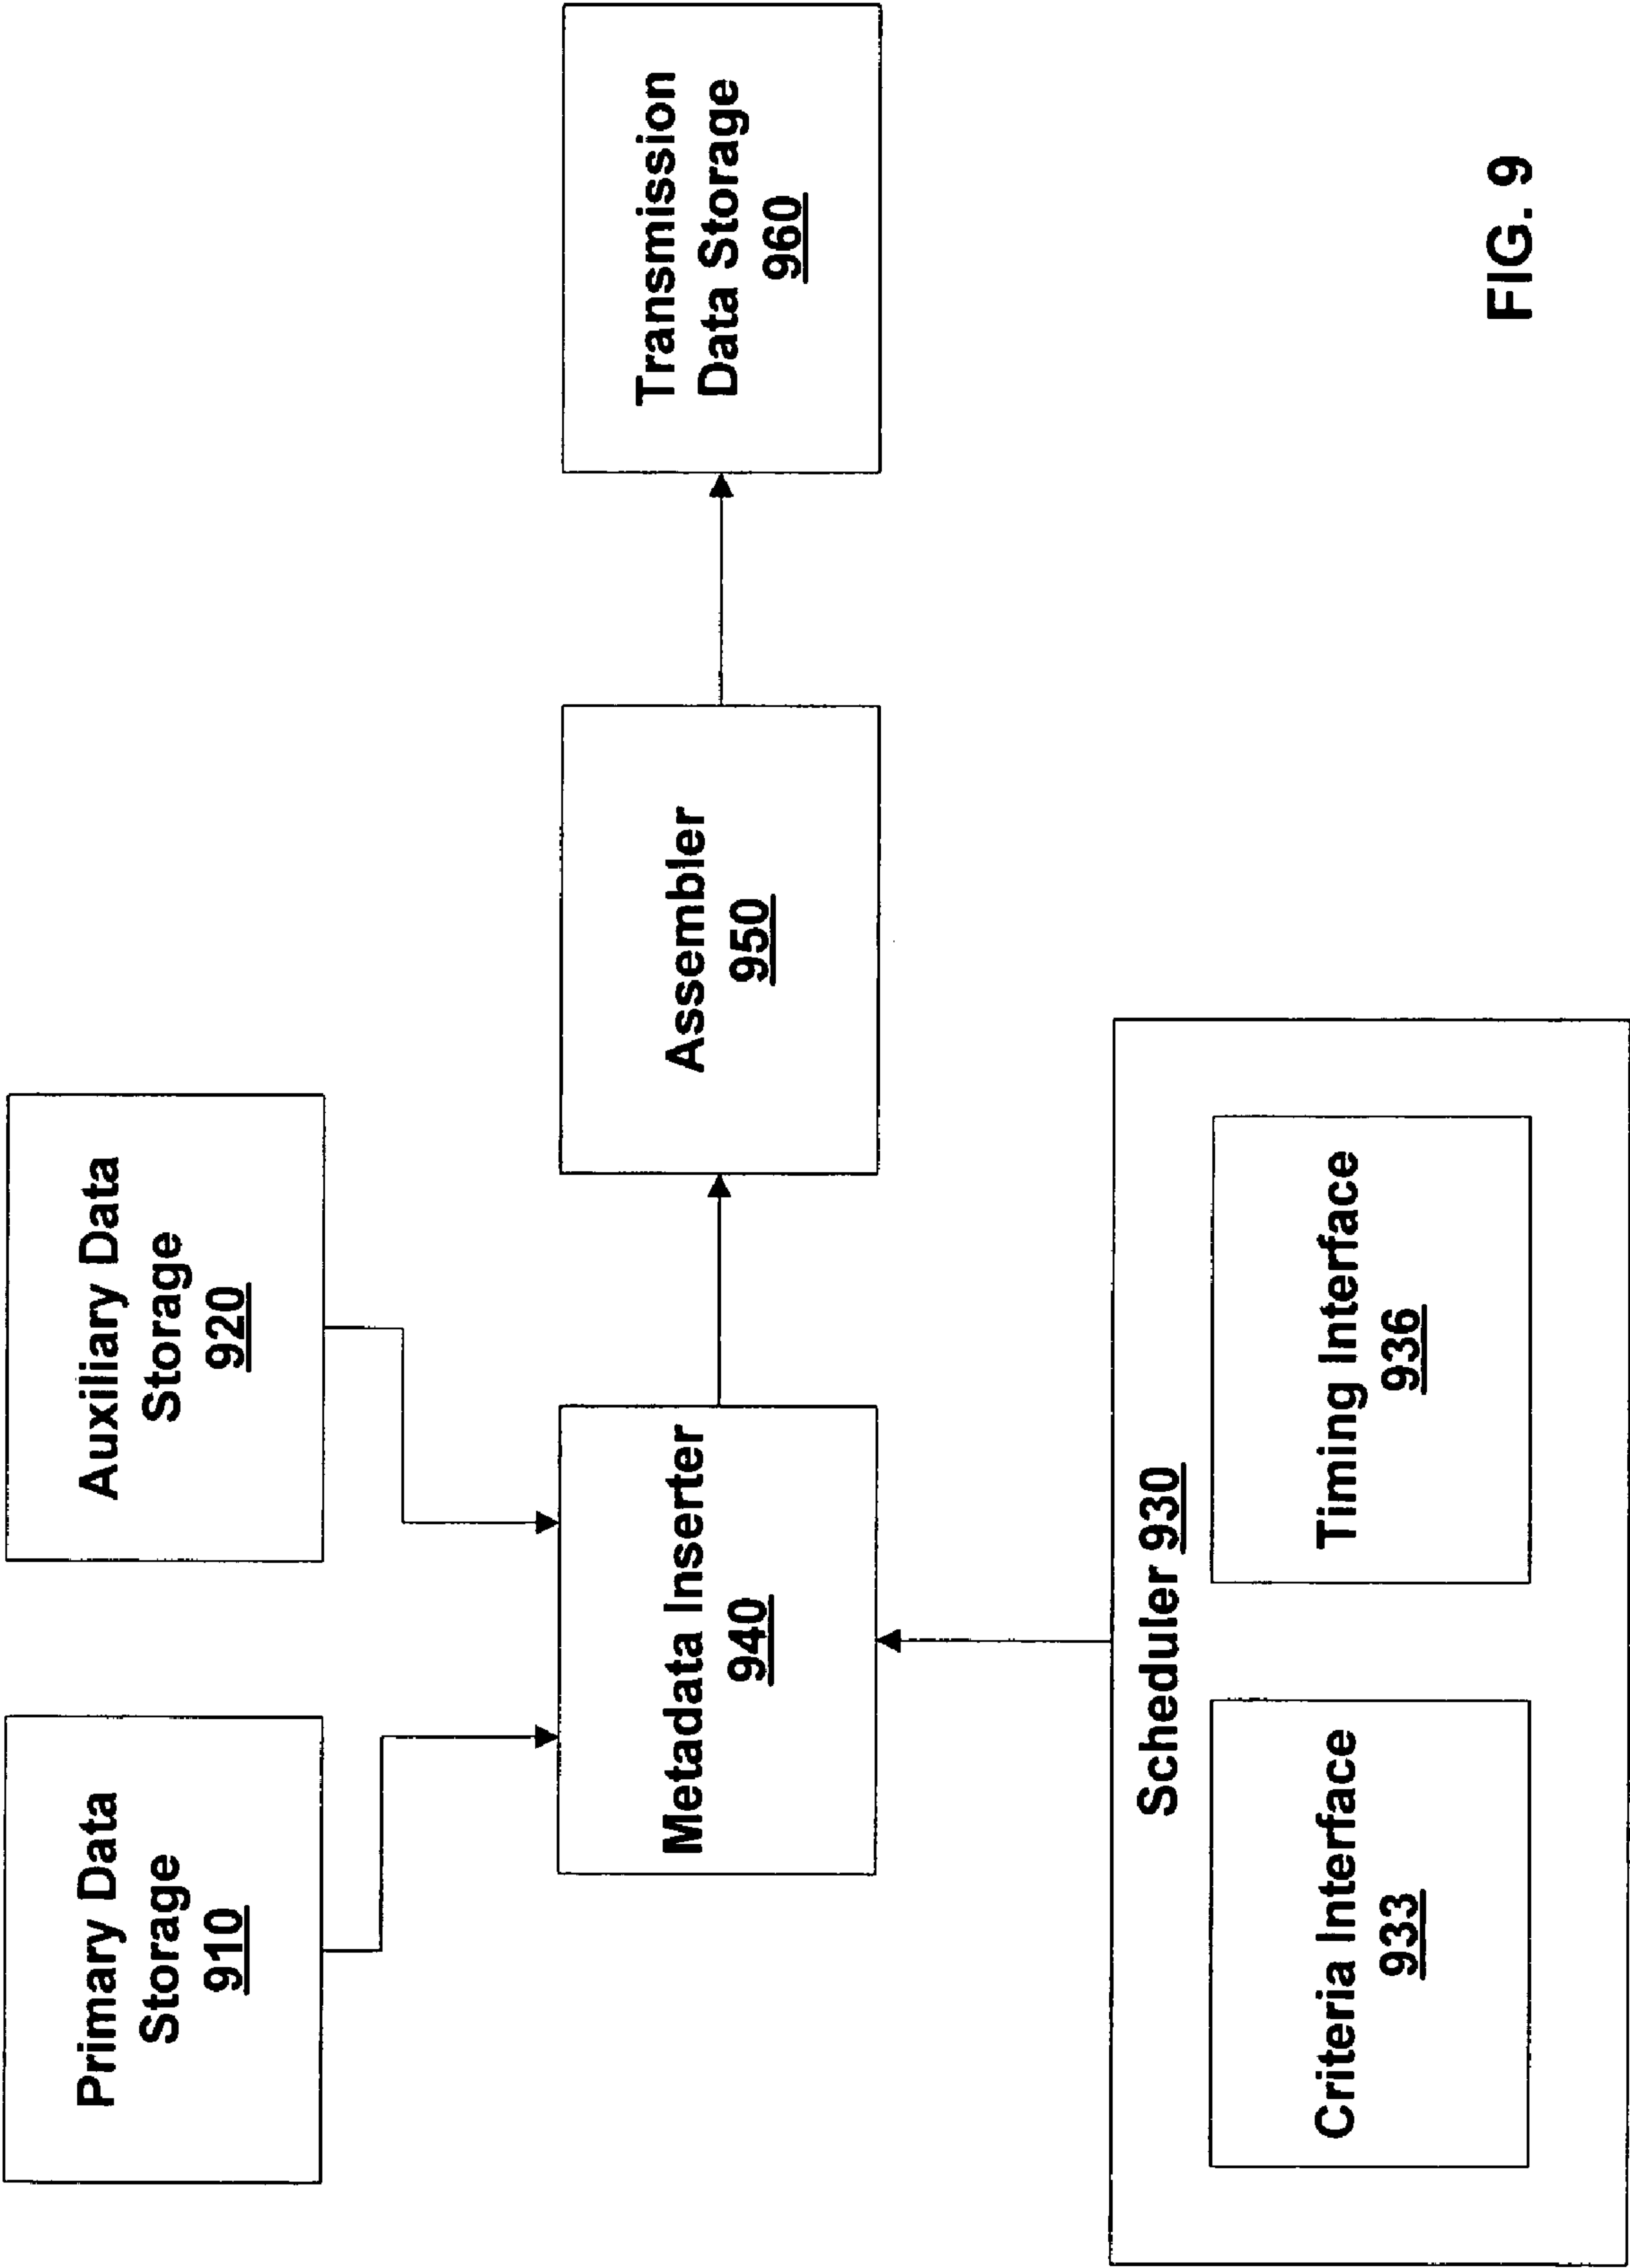 Primary Data
Storage
910
Auxiliary Data
Storage
920
Metadata Inserter
940
Assembler
950
Transmission
Data Storage
960
Scheduler 930
Criteria Interface
933
Timing Interface
936
FIG. 9